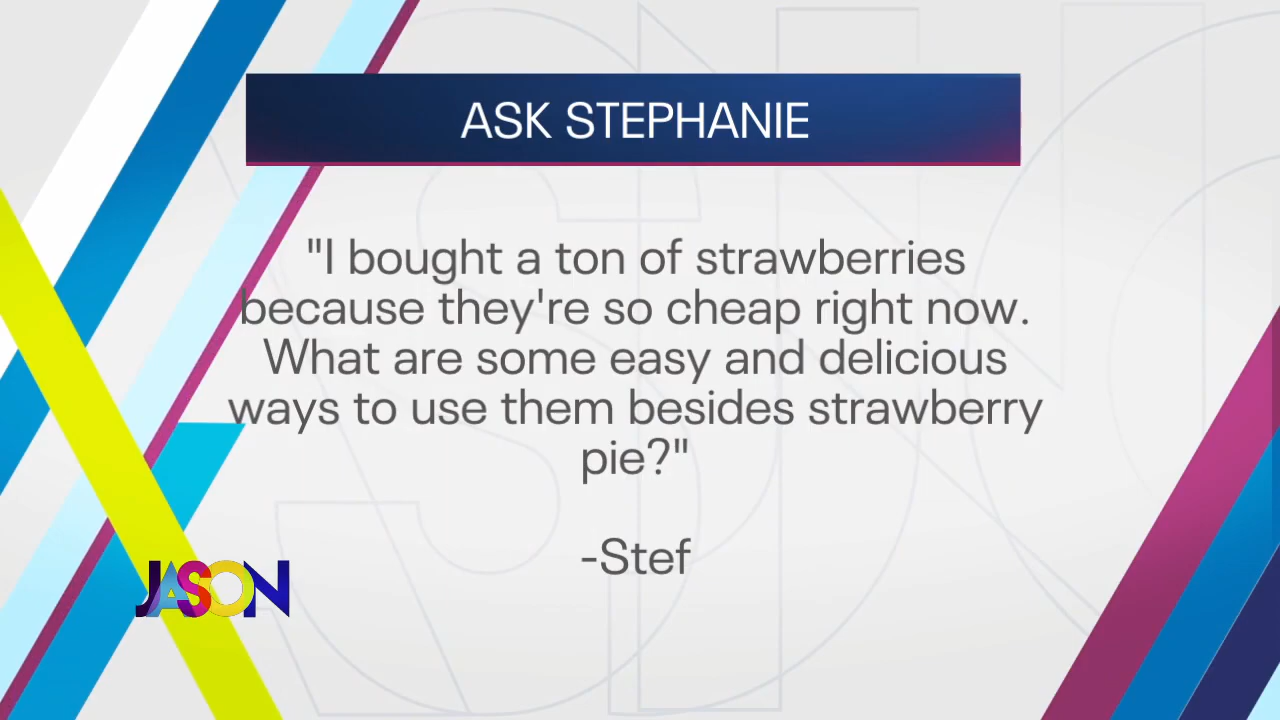 ASK STEPHANIE
"I bought a ton of strawberries
because they're so cheap right now.
What are some easy and delicious
ways to use them besides strawberry
pie?"
-Stef
JASON